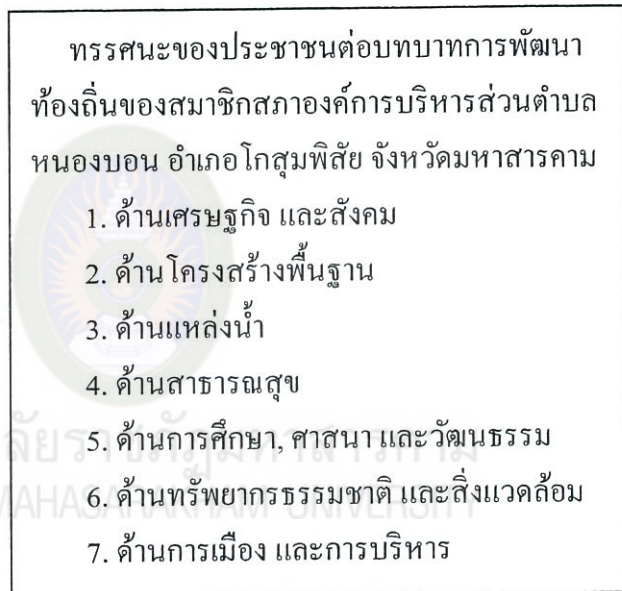 ทรรศนะของประชาชนต่อบทบาทการพัฒนา
ท้องถิ่นของสมาชิกสภาองค์การบริหารส่วนตำบล
หนองบอน อำเภอโกสุมพิสัย จังหวัดมหาสารคาม
1. ด้านเศรษฐกิจ และสังคม
2. ด้านโครงสร้างพื้นฐาน
3. ด้านแหล่งน้ำ
4. ด้านสาธารณสุข
5. ด้านการศึกษา, ศาสนา และวัฒนธรรม
6. ด้านทรัพยากรธรรมชาติ และสิ่งแวดล้อม
7. ด้านการเมือง และการบริหาร